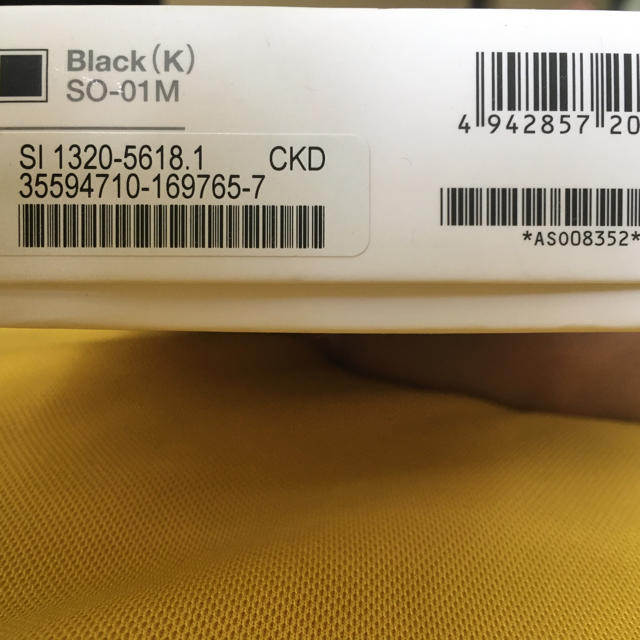 Black(K)
SO-01M
SI 1320-5618.1 CKD
35594710-169765-7
4 942857 20
*AS008352*